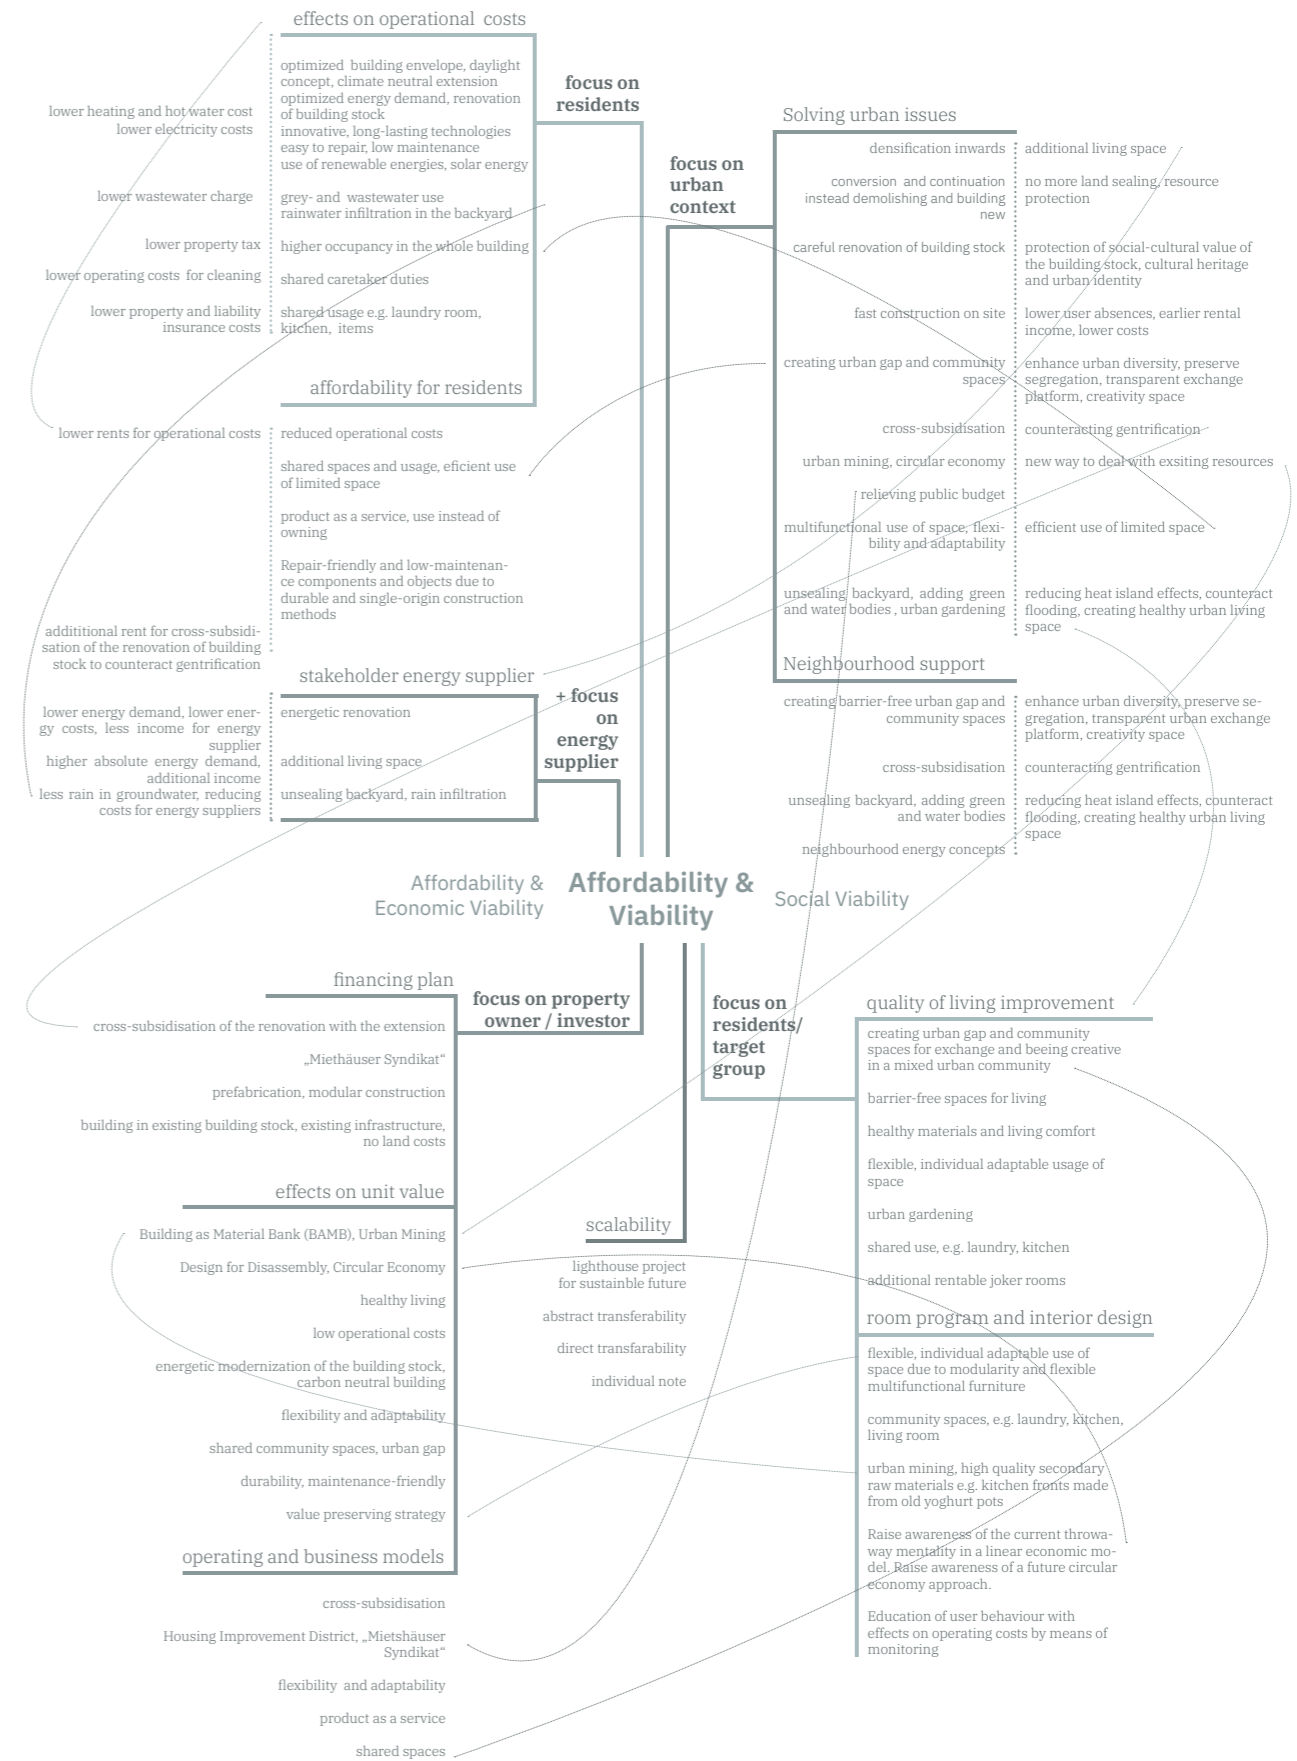 effects on operational  costs
focus on
residents
lower heating and hot water cost
lower electricity costs
lower wastewater charge
lower property tax
lower operating costs  for cleaning
lower property and liability
insurance costs
optimized  building envelope, daylight
concept, climate neutral extension
optimized energy demand, renovation
of building stock
innovative, long-lasting technologies
easy to repair, low maintenance
use of renewable energies, solar energy
grey- and  wastewater use
rainwater infiltration in the backyard
higher occupancy in the whole building
shared caretaker duties
shared usage e.g. laundry room,
kitchen,  items
affordability for residents
lower rents for operational costs
addititional rent for cross-subsidi-
sation of the renovation of building
stock to counteract gentrification
reduced operational costs
shared spaces and usage, eficient use
of limited space
product as a service, use instead of
owning
Repair-friendly and low-maintenan-
ce components and objects due to
durable and single-origin construction
methods
stakeholder energy supplier
+ focus
on
energy
supplier
lower energy demand, lower ener-
gy costs, less income for energy
supplier
higher absolute energy demand,
additional income
less rain in groundwater, reducing
costs for energy suppliers
energetic renovation
additional living space
unsealing backyard, rain infiltration
focus on
urban
context
Solving urban issues
densification inwards
additional living space
conversion  and continuation
instead demolishing and building
new
no more land sealing, resource
protection
careful renovation of building stock
protection of social-cultural value of
the building stock, cultural heritage
and urban identity
fast construction on site
lower user absences, earlier rental
income, lower costs
creating urban gap and community
spaces
enhance urban diversity, preserve
segregation, transparent exchange
platform, creativity space
cross-subsidisation
counteracting gentrification
urban mining, circular economy
new way to deal with exsiting resources
relieving public budget
multifunctional use of space, flexi-
bility and adaptability
efficient use of limited space
unsealing backyard, adding green
and water bodies , urban gardening
reducing heat island effects, counteract
flooding, creating healthy urban living
space
Neighbourhood support
creating barrier-free urban gap and
community spaces
enhance urban diversity, preserve se-
gregation, transparent urban exchange
platform, creativity space
cross-subsidisation
counteracting gentrification
unsealing backyard, adding green
and water bodies
reducing heat island effects, counteract
flooding, creating healthy urban living
space
neighbourhood energy concepts
Affordability &
Economic Viability
Affordability &
Viability
Social Viability
financing plan
focus on property
owner / investor
cross-subsidisation of the renovation with the extension
„Miethäuser Syndikat“
prefabrication, modular construction
building in existing building stock, existing infrastructure,
no land costs
effects on unit value
Building as Material Bank (BAMB), Urban Mining
Design for Disassembly, Circular Economy
healthy living
low operational costs
energetic modernization of the building stock,
carbon neutral building
flexibility and adaptability
shared community spaces, urban gap
durability, maintenance-friendly
value preserving strategy
operating and business models
cross-subsidisation
Housing Improvement District, „Mietshäuser
Syndikat“
flexibility  and adaptability
product as a service
shared spaces
scalability
lighthouse project
for sustainble future
abstract transferability
direct transfarability
individual note
focus on
residents/
target
group
quality of living improvement
creating urban gap and community
spaces for exchange and beeing creative
in a mixed urban community
barrier-free spaces for living
healthy materials and living comfort
flexible, individual adaptable usage of
space
urban gardening
shared use, e.g. laundry, kitchen
additional rentable joker rooms
room program and interior design
flexible, individual adaptable use of
space due to modularity and flexible
multifunctional furniture
community spaces, e.g. laundry, kitchen,
living room
urban mining, high quality secondary
raw materials e.g. kitchen fronts made
from old yoghurt pots
Raise awareness of the current throwa-
way mentality in a linear economic mo-
del. Raise awareness of a future circular
economy approach.
Education of user behaviour with
effects on operating costs by means of
monitoring